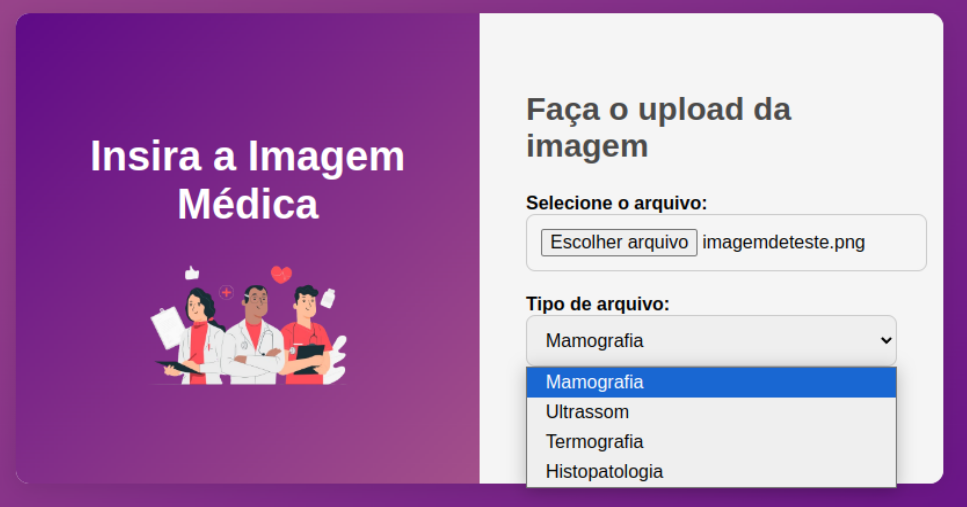 Insira a Imagem
Médica
Faça o upload da
imagem
Selecione o arquivo:
Escolher arquivo imagemdeteste.png
Tipo de arquivo:
Mamografia
Mamografia
Ultrassom
Termografia
Histopatologia